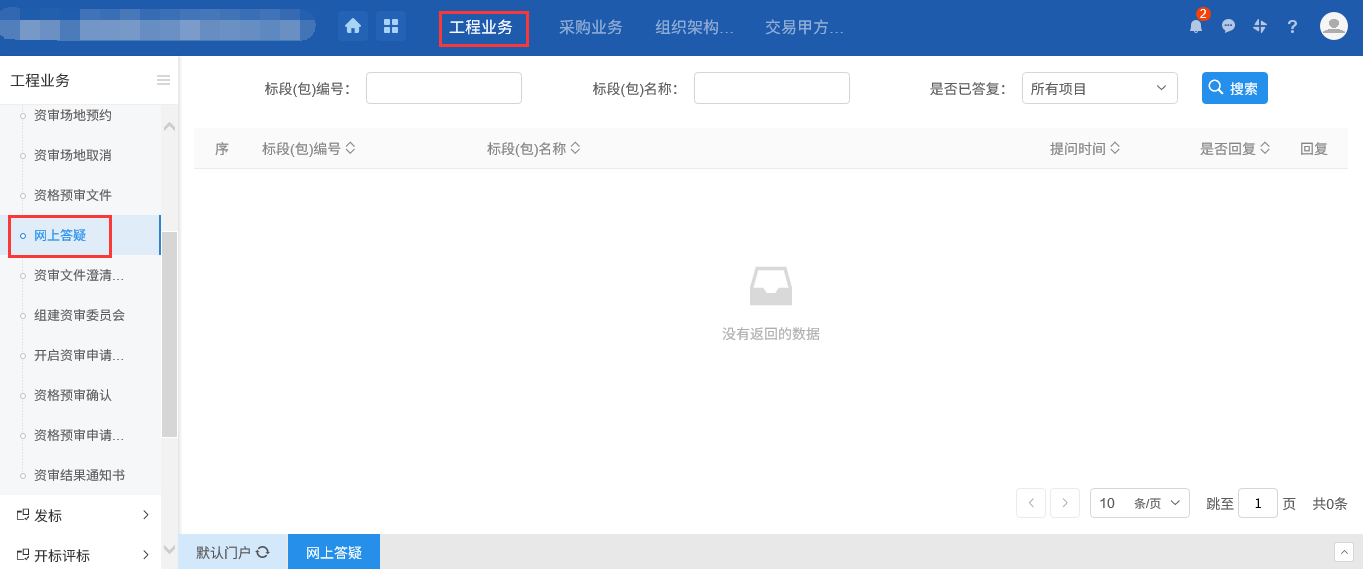 工程业务 采购业务 组织架构... 交易甲方... 2 ?
工程业务
资审场地预约
资审场地取消
资格预审文件
网上答疑
资审文件澄清...
组建资审委员会
开启资审申请...
资格预审确认
资格预审申请...
资审结果通知书
发标
开标评标
标段(包)编号： 标段(包)名称： 是否已答复： 所有项目 搜索
序 标段(包)编号 标段(包)名称 提问时间 是否回复 回复
没有返回的数据
10 条/页 跳至 1 页 共0条
默认门户 网上答疑